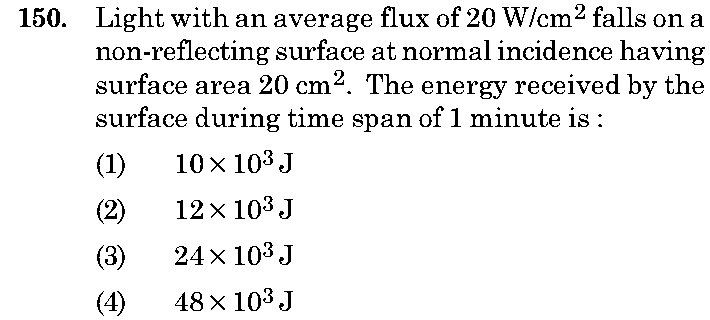 150. Light with an average flux of 20 W/cm² falls on a
non-reflecting surface at normal incidence having
surface area 20 cm². The energy received by the
surface during time span of 1 minute is :
(1) 10 × 10³ J
(2) 12 × 10³ J
(3) 24 × 10³ J
(4) 48 × 10³ J